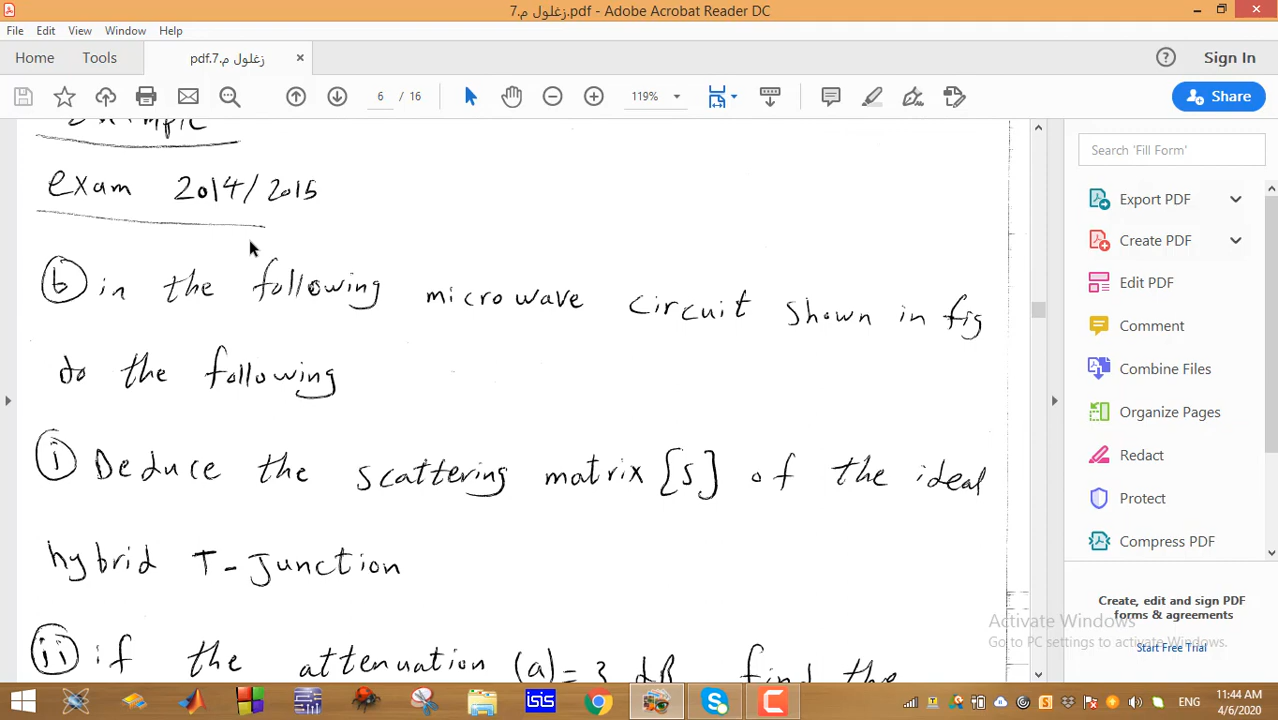 زغلول م.7.pdf - Adobe Acrobat Reader DC
File Edit View Window Help
Home Tools زغلول م.7.pdf × Sign In
6 / 16 119% Share
Example
exam 2014/2015
b in the following microwave circuit shown in fig
do the following
i Deduce the scattering matrix [S] of the ideal
hybrid T-Junction
ii if the attenuation (a)= 3 dB find the
Search 'Fill Form'
Export PDF
Create PDF
Edit PDF
Comment
Combine Files
Organize Pages
Redact
Protect
Compress PDF
Create, edit and sign PDF
forms & agreements
Start Free Trial
Activate Windows
Go to PC settings to activate Windows.
isis
ENG
11:44 AM
4/6/2020